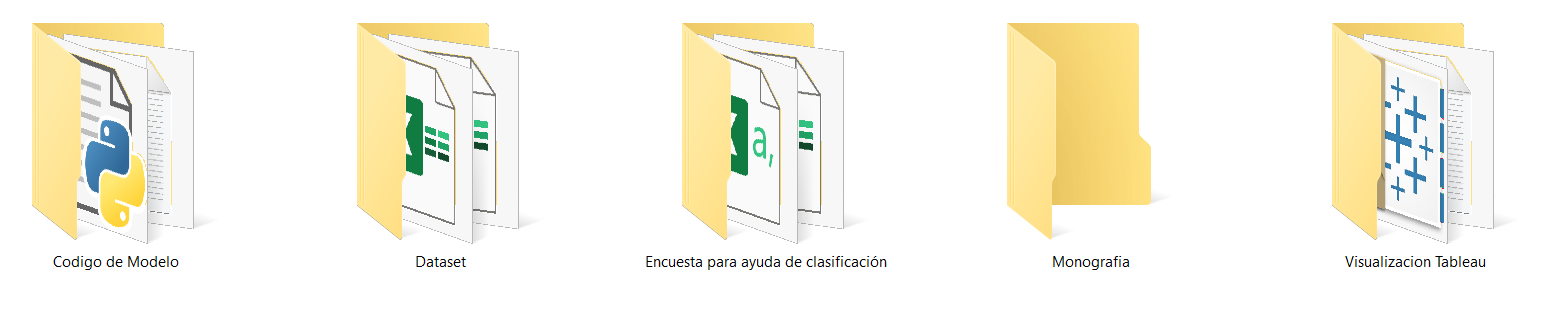 Codigo de Modelo
Dataset
Encuesta para ayuda de clasificación
Monografia
Visualizacion Tableau
a,